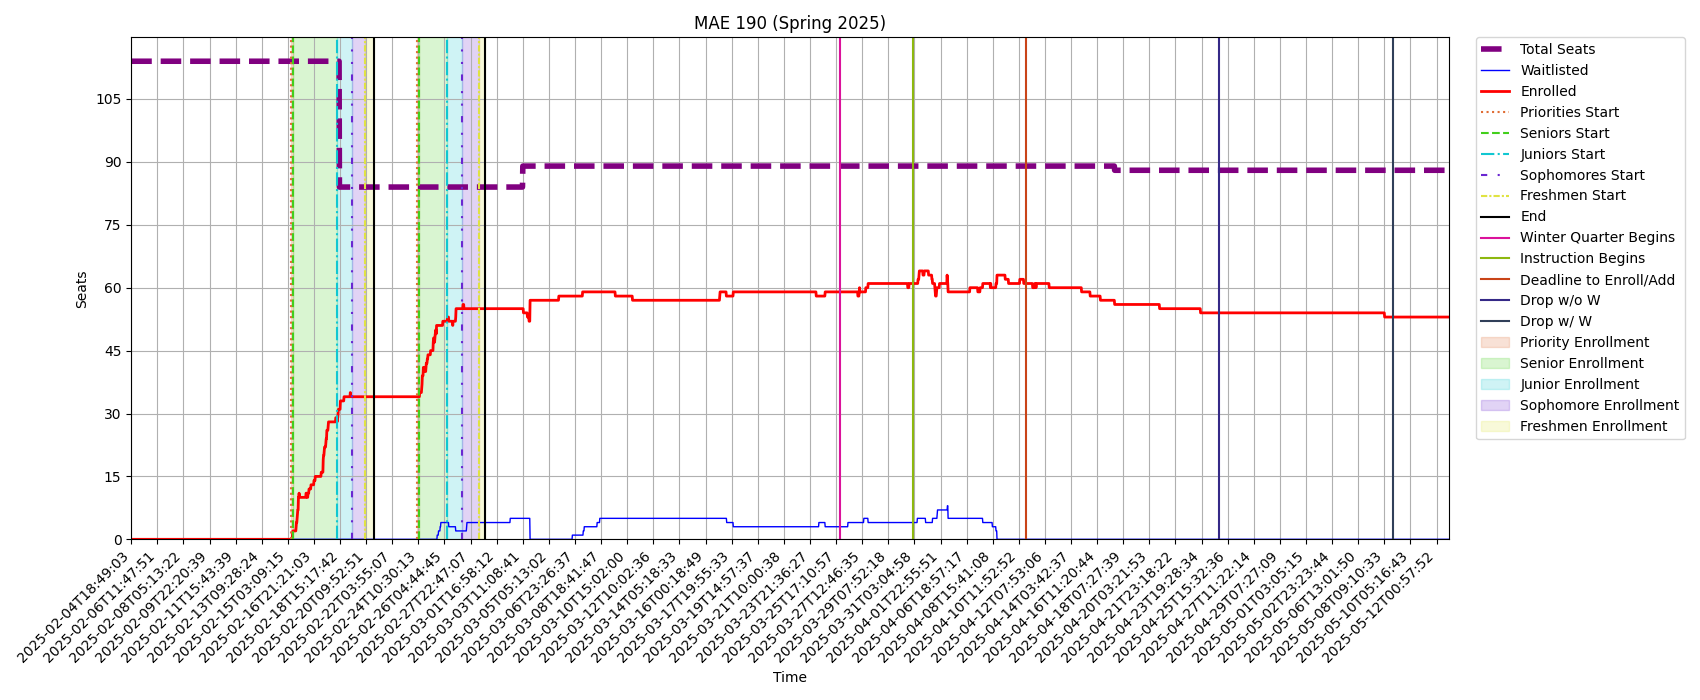 MAE 190 (Spring 2025)
Seats
105
90
75
60
45
30
15
0
2025-02-04T18:49:03
2025-02-06T11:47:51
2025-02-08T05:13:22
2025-02-09T22:20:39
2025-02-11T15:43:39
2025-02-13T09:28:24
2025-02-15T03:09:15
2025-02-16T21:21:03
2025-02-18T15:17:42
2025-02-20T09:52:51
2025-02-22T03:55:07
2025-02-24T10:30:13
2025-02-26T04:44:45
2025-02-27T22:47:07
2025-03-01T16:58:12
2025-03-03T11:08:41
2025-03-05T05:13:02
2025-03-06T23:26:37
2025-03-08T18:41:47
2025-03-10T15:02:00
2025-03-12T10:02:36
2025-03-14T05:18:33
2025-03-16T00:18:49
2025-03-17T19:55:33
2025-03-19T14:57:37
2025-03-21T10:00:38
2025-03-23T21:36:27
2025-03-25T17:10:57
2025-03-27T12:46:35
2025-03-29T07:52:18
2025-03-31T03:04:58
2025-04-01T22:55:51
2025-04-06T18:57:17
2025-04-08T15:41:08
2025-04-10T11:52:52
2025-04-12T07:53:06
2025-04-14T03:42:37
2025-04-16T11:20:44
2025-04-18T07:27:39
2025-04-20T03:21:53
2025-04-21T23:18:22
2025-04-23T19:28:34
2025-04-25T15:32:36
2025-04-27T11:22:14
2025-04-29T07:27:09
2025-05-01T03:05:15
2025-05-02T23:23:44
2025-05-06T13:01:50
2025-05-08T09:10:33
2025-05-10T05:16:43
2025-05-12T00:57:52
Time
Total Seats
Waitlisted
Enrolled
Priorities Start
Seniors Start
Juniors Start
Sophomores Start
Freshmen Start
End
Winter Quarter Begins
Instruction Begins
Deadline to Enroll/Add
Drop w/o W
Drop w/ W
Priority Enrollment
Senior Enrollment
Junior Enrollment
Sophomore Enrollment
Freshmen Enrollment